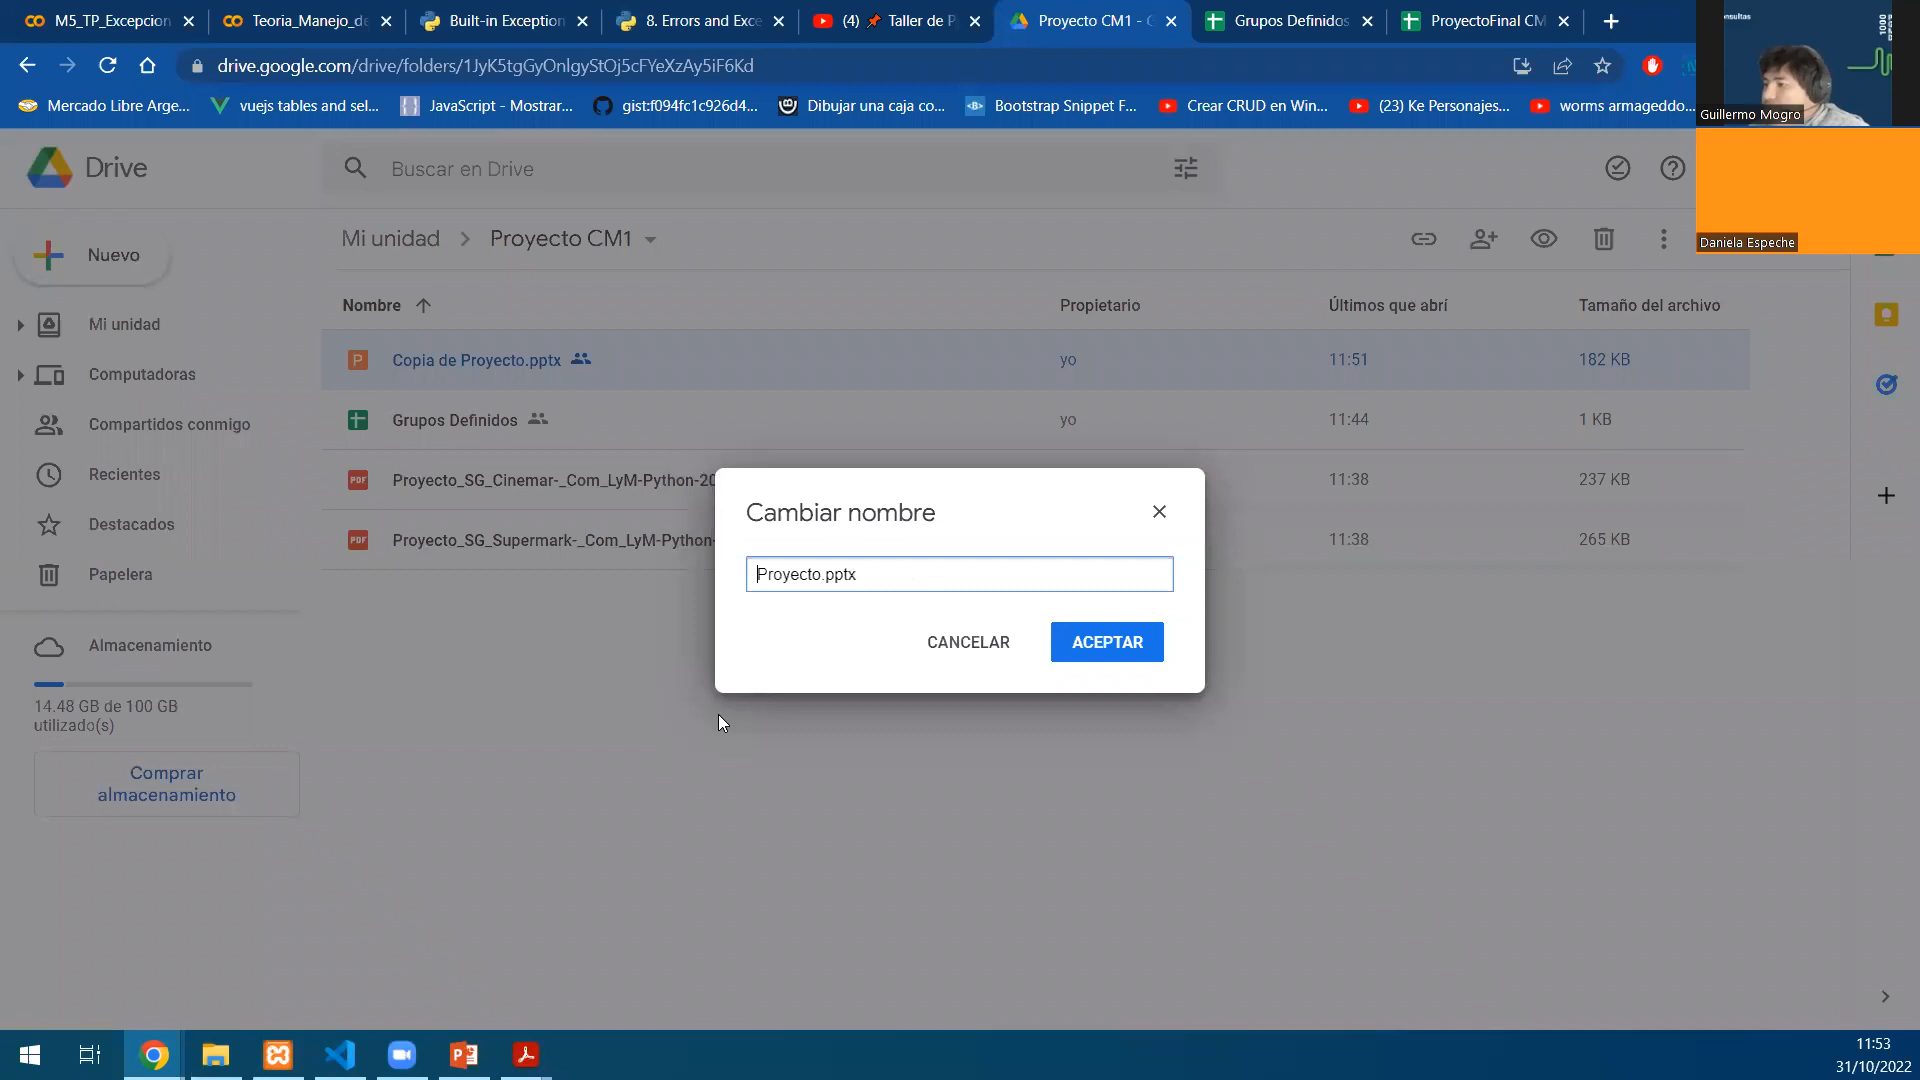 M5_TP_Excepcion
Teoria_Manejo_de
Built-in Exception
8. Errors and Exce
(4) 📌 Taller de P
Proyecto CM1 - G
Grupos Definidos
ProyectoFinal CM
drive.google.com/drive/folders/1JyK5tgGyOnIgyStOj5cFYeXzAy5iF6Kd
Mercado Libre Arge...
vuejs tables and sel...
JavaScript - Mostrar...
gist:f094fc1c926d4...
Dibujar una caja co...
Bootstrap Snippet F...
Crear CRUD en Win...
(23) Ke Personajes...
worms armageddo...
nsultas
1000
Guillermo Mogro
Daniela Espeche
Drive
Buscar en Drive
Nuevo
Mi unidad
Computadoras
Compartidos conmigo
Recientes
Destacados
Papelera
Almacenamiento
14.48 GB de 100 GB
utilizado(s)
Comprar
almacenamiento
Mi unidad > Proyecto CM1
Nombre Propietario Últimos que abrí Tamaño del archivo
Copia de Proyecto.pptx yo 11:51 182 KB
Grupos Definidos yo 11:44 1 KB
Proyecto_SG_Cinemar-_Com_LyM-Python-20 11:38 237 KB
Proyecto_SG_Supermark-_Com_LyM-Python- 11:38 265 KB
Cambiar nombre
Proyecto.pptx
CANCELAR
ACEPTAR
11:53
31/10/2022